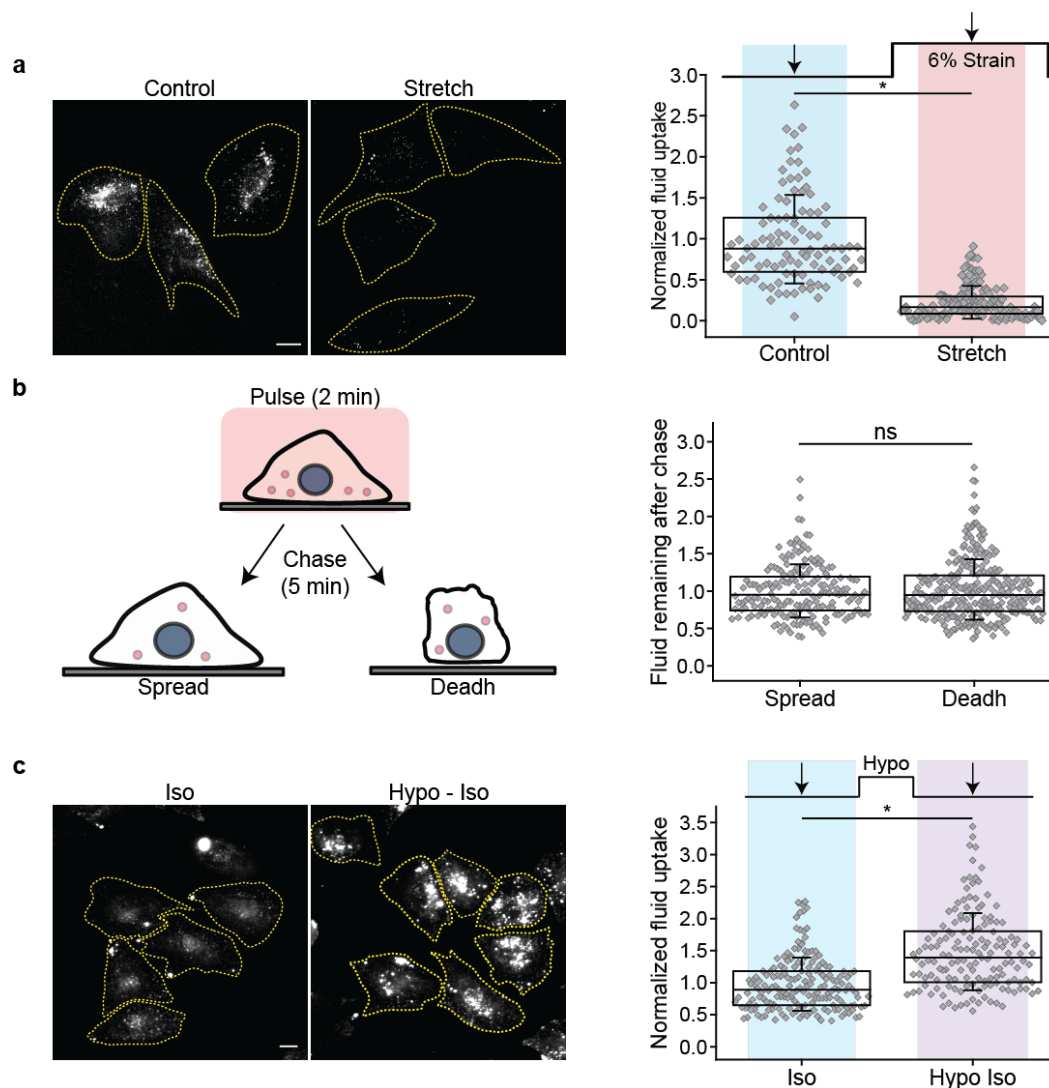 a
Control
Stretch
6% Strain
*
Normalized fluid uptake
3.0
2.5
2.0
1.5
1.0
0.5
0.0
Control
Stretch
b
Pulse (2 min)
Chase
(5 min)
Spread
Deadh
ns
Fluid remaining after chase
3.0
2.5
2.0
1.5
1.0
0.5
0.0
Spread
Deadh
c
Iso
Hypo - Iso
Hypo
*
Normalized fluid uptake
3.5
3.0
2.5
2.0
1.5
1.0
0.5
0.0
Iso
Hypo Iso